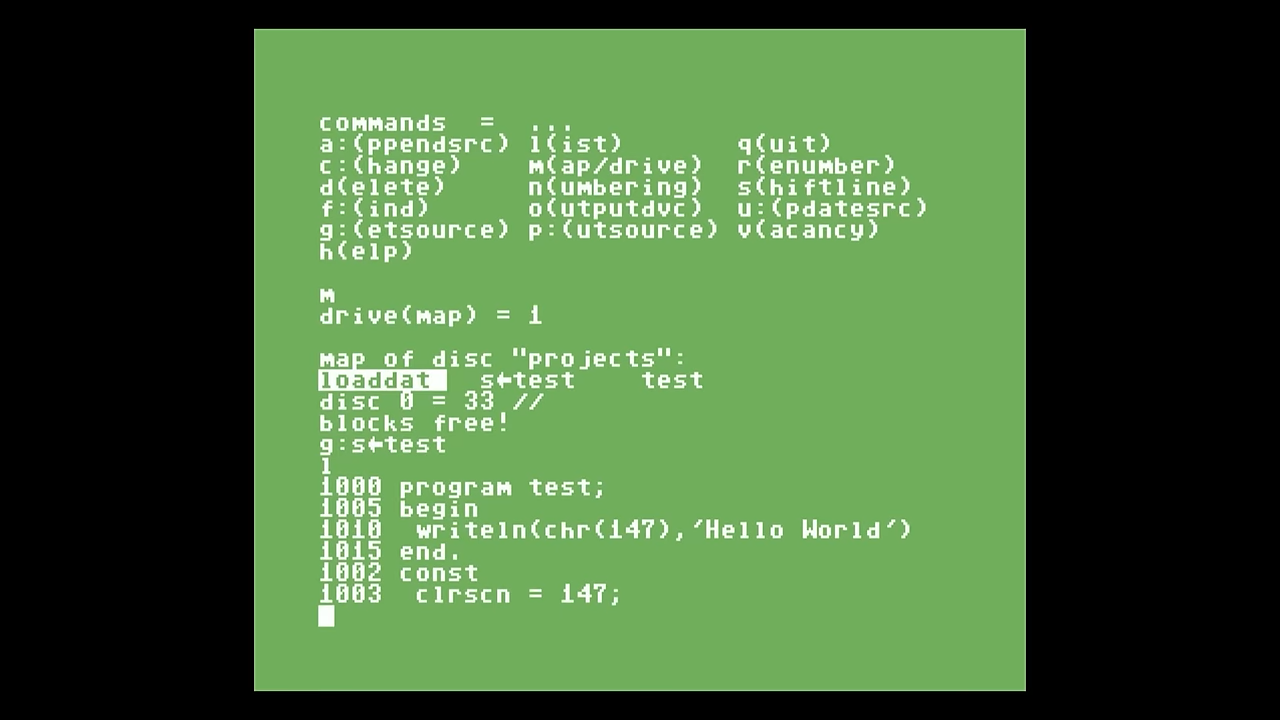 commands  =  ...
a:(ppendsrc) l(ist)       q(uit)
c:(hange)    m(ap/drive)  r(enumber)
d(elete)     n(umbering)  s(hiftline)
f:(ind)      o(utputdvc)  u:(pdatesrc)
g:(etsource) p:(utsource) v(acancy)
h(elp)
m
drive(map) = 1
map of disc "projects":
loaddat   s←test    test
disc 0 = 33 //
blocks free!
g:s←test
l
1000 program test;
1005 begin
1010  writeln(chr(147),'Hello World')
1015 end.
1002 const
1003  clrscn = 147;